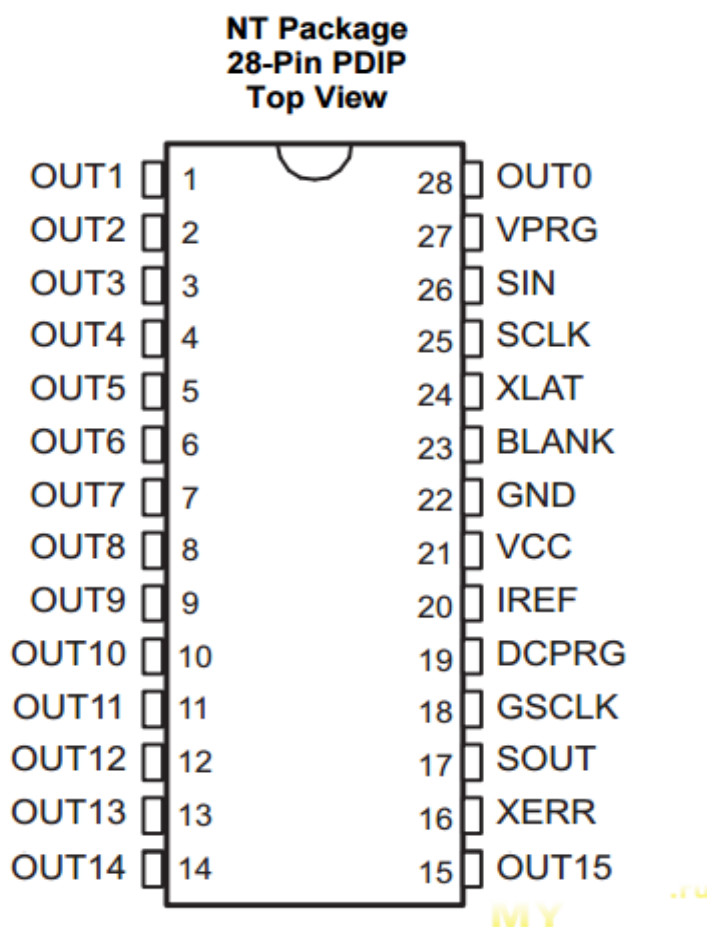 NT Package
28-Pin PDIP
Top View
OUT1 1 28 OUT0
OUT2 2 27 VPRG
OUT3 3 26 SIN
OUT4 4 25 SCLK
OUT5 5 24 XLAT
OUT6 6 23 BLANK
OUT7 7 22 GND
OUT8 8 21 VCC
OUT9 9 20 IREF
OUT10 10 19 DCPRG
OUT11 11 18 GSCLK
OUT12 12 17 SOUT
OUT13 13 16 XERR
OUT14 14 15 OUT15
MY .ru